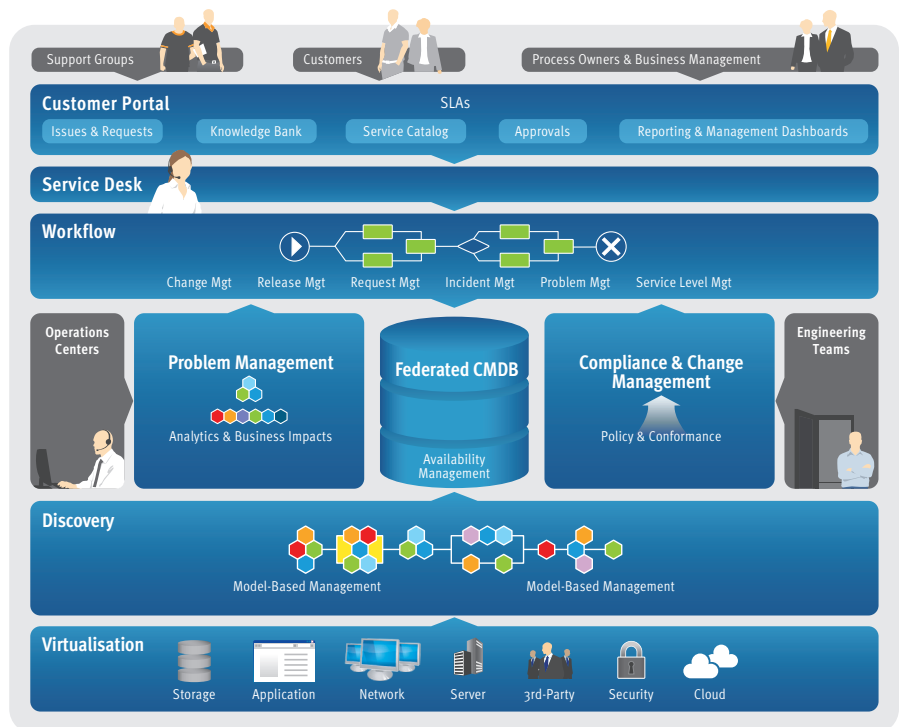 Support Groups
Customers
Process Owners & Business Management
Customer Portal
SLAs
Issues & Requests
Knowledge Bank
Service Catalog
Approvals
Reporting & Management Dashboards
Service Desk
Workflow
Change Mgt
Release Mgt
Request Mgt
Incident Mgt
Problem Mgt
Service Level Mgt
Operations
Centers
Problem Management
Analytics & Business Impacts
Federated CMDB
Availability
Management
Compliance & Change
Management
Policy & Conformance
Engineering
Teams
Discovery
Model-Based Management
Model-Based Management
Virtualisation
Storage
Application
Network
Server
3rd-Party
Security
Cloud